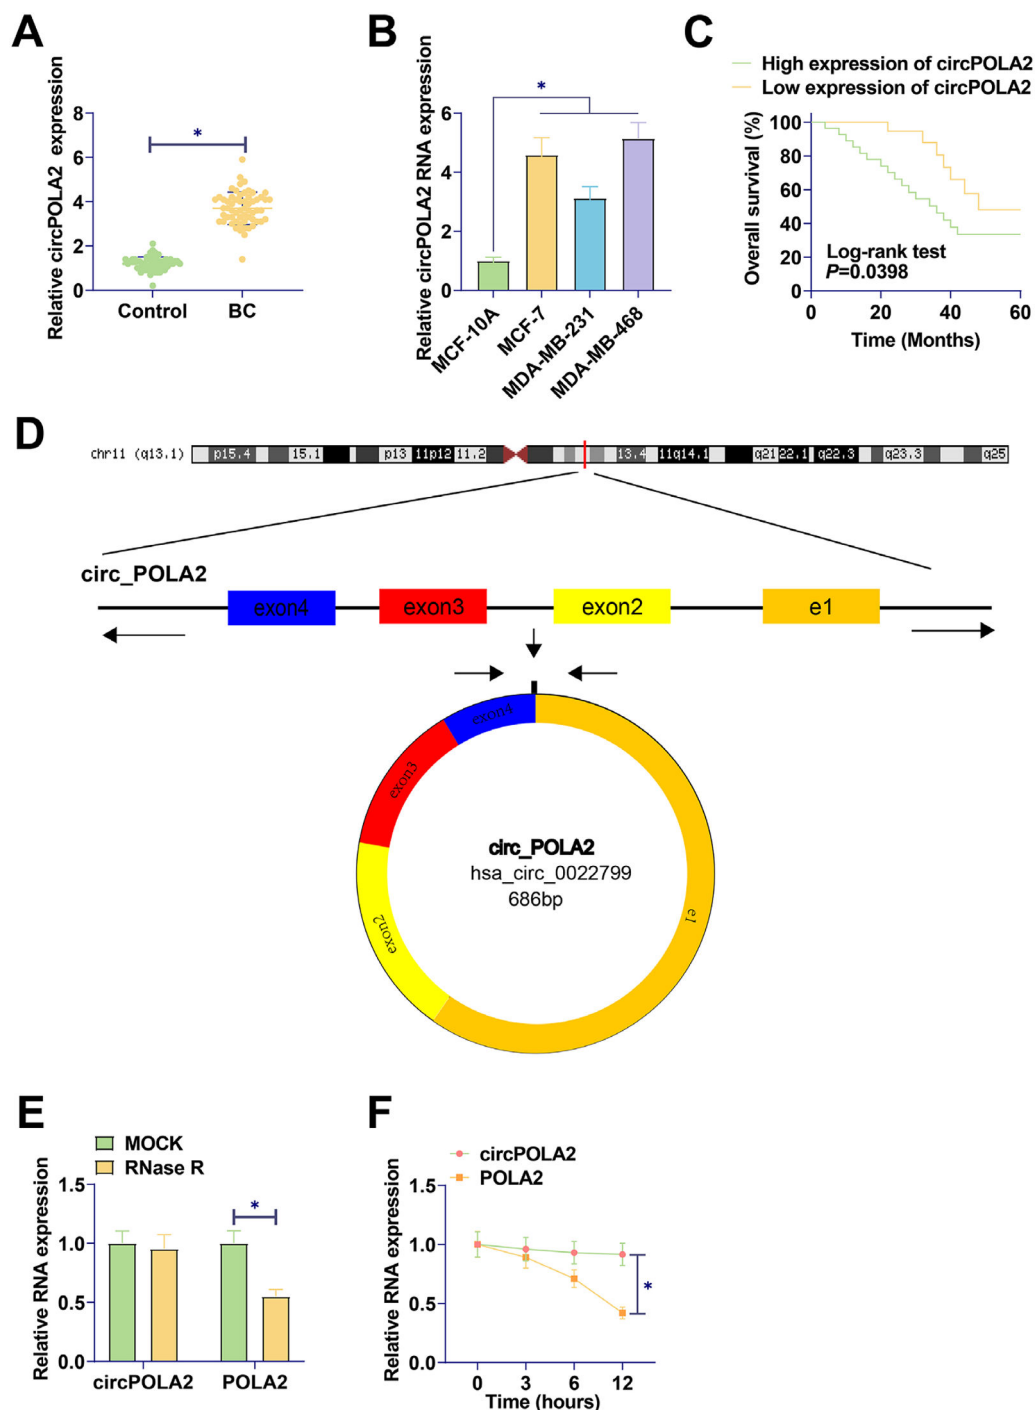 A
Relative circPOLA2 expression
8
6
4
2
0
*
Control
BC
B
Relative circPOLA2 RNA expression
6
4
2
0
*
MCF-10A
MCF-7
MDA-MB-231
MDA-MB-468
C
High expression of circPOLA2
Low expression of circPOLA2
Overall survival (%)
100
80
60
40
20
0
Log-rank test
P=0.0398
0 20 40 60
Time (Months)
D
chr11 (q13.1)
p15.4 15.1 p13 11p12 11.2 13.4 11q14.1 q21 22.1 q22.3 q23.3 q25
circ_POLA2
exon4 exon3 exon2 e1
exon4
exon3
exon2
e1
circ_POLA2
hsa_circ_0022799
686bp
E
MOCK
RNase R
Relative RNA expression
1.5
1.0
0.5
0.0
*
circPOLA2
POLA2
F
circPOLA2
POLA2
Relative RNA expression
1.5
1.0
0.5
0.0
*
0 3 6 12
Time (hours)